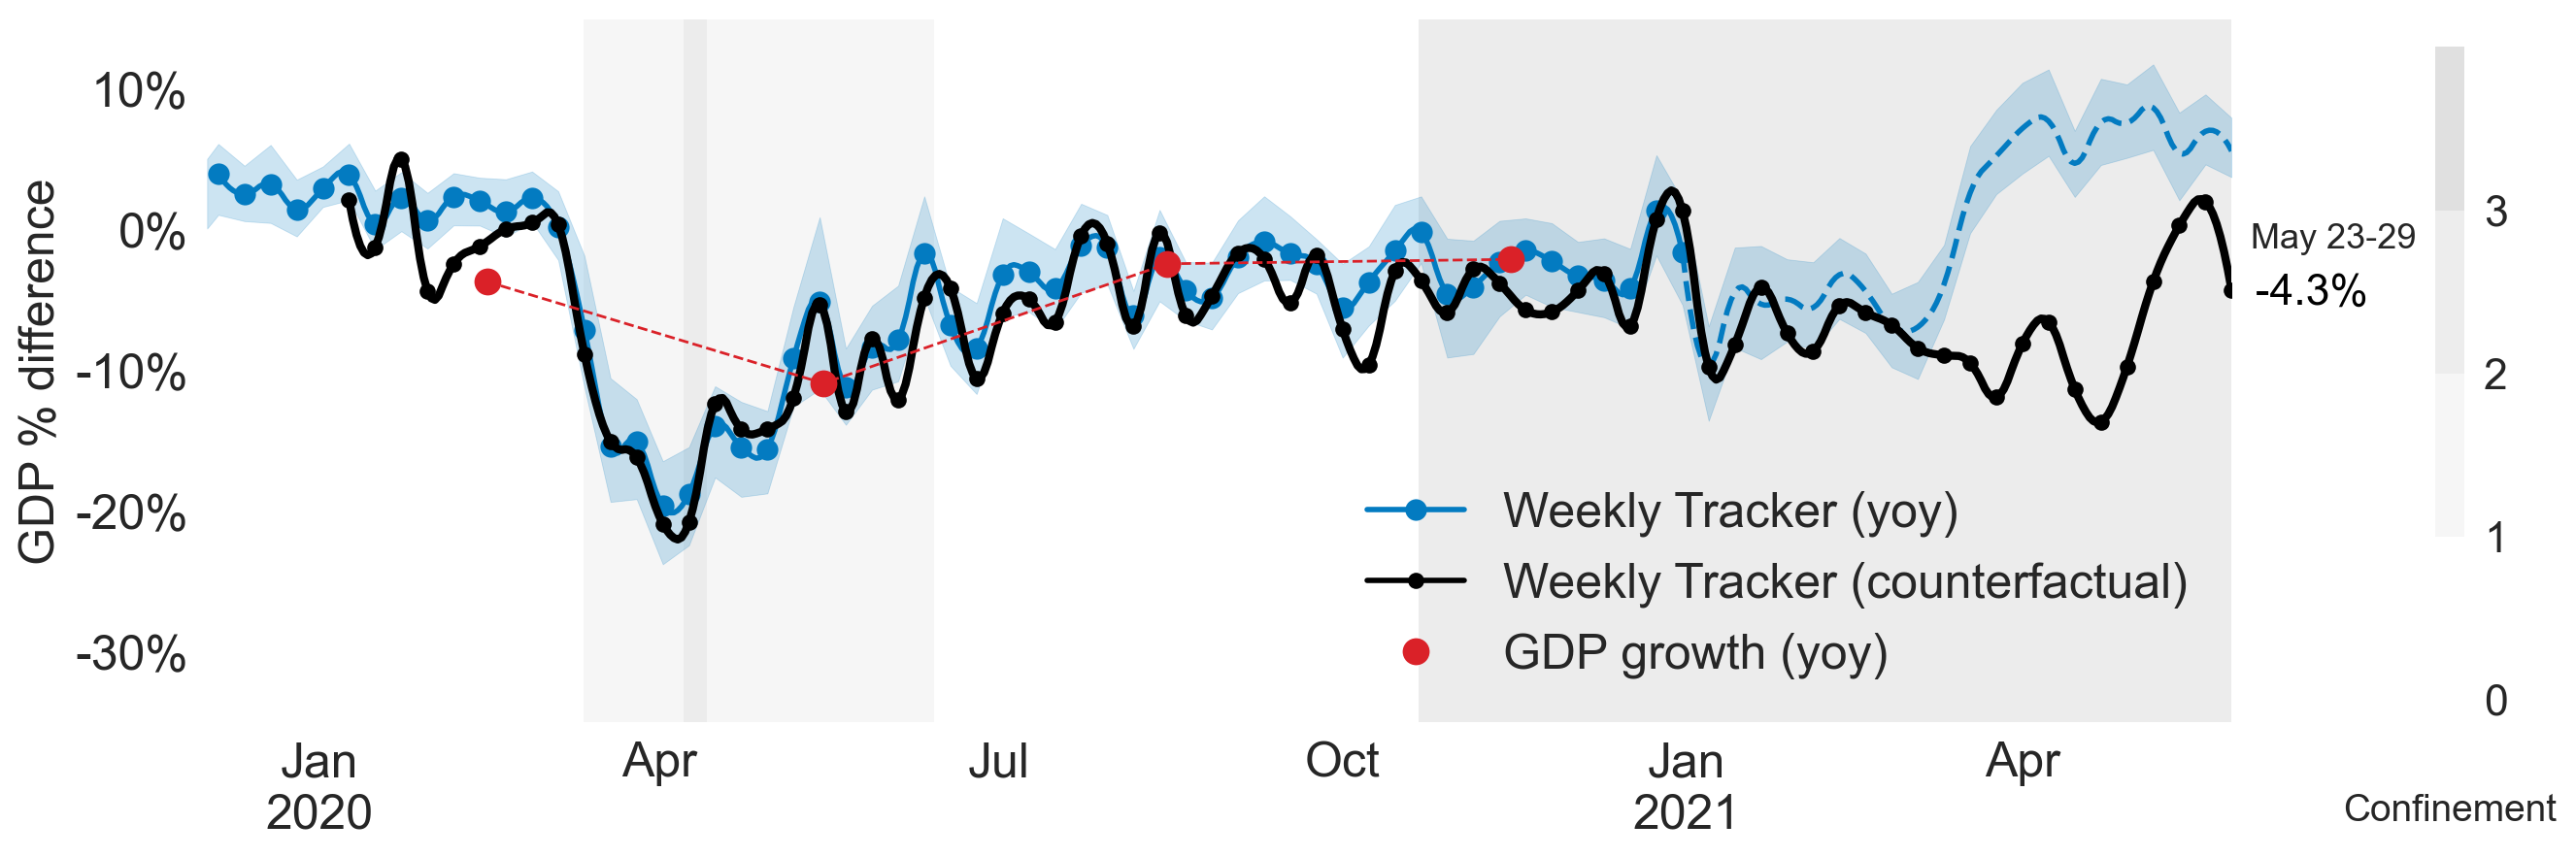 GDP % difference
10%
0%
-10%
-20%
-30%
Jan
2020
Apr
Jul
Oct
Jan
2021
Apr
Weekly Tracker (yoy)
Weekly Tracker (counterfactual)
GDP growth (yoy)
May 23-29
-4.3%
3
2
1
0
Confinement